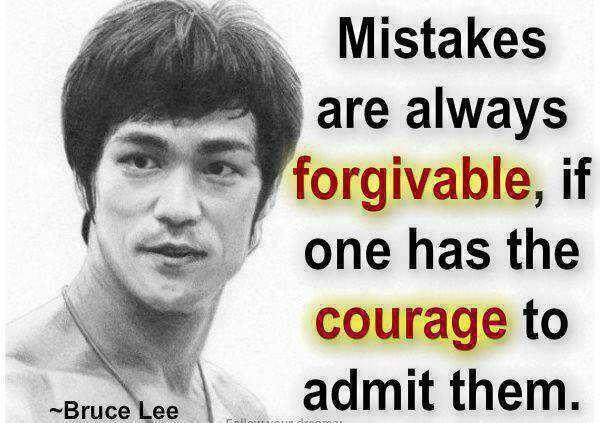 Mistakes
are always
forgivable, if
one has the
courage to
admit them.
~Bruce Lee